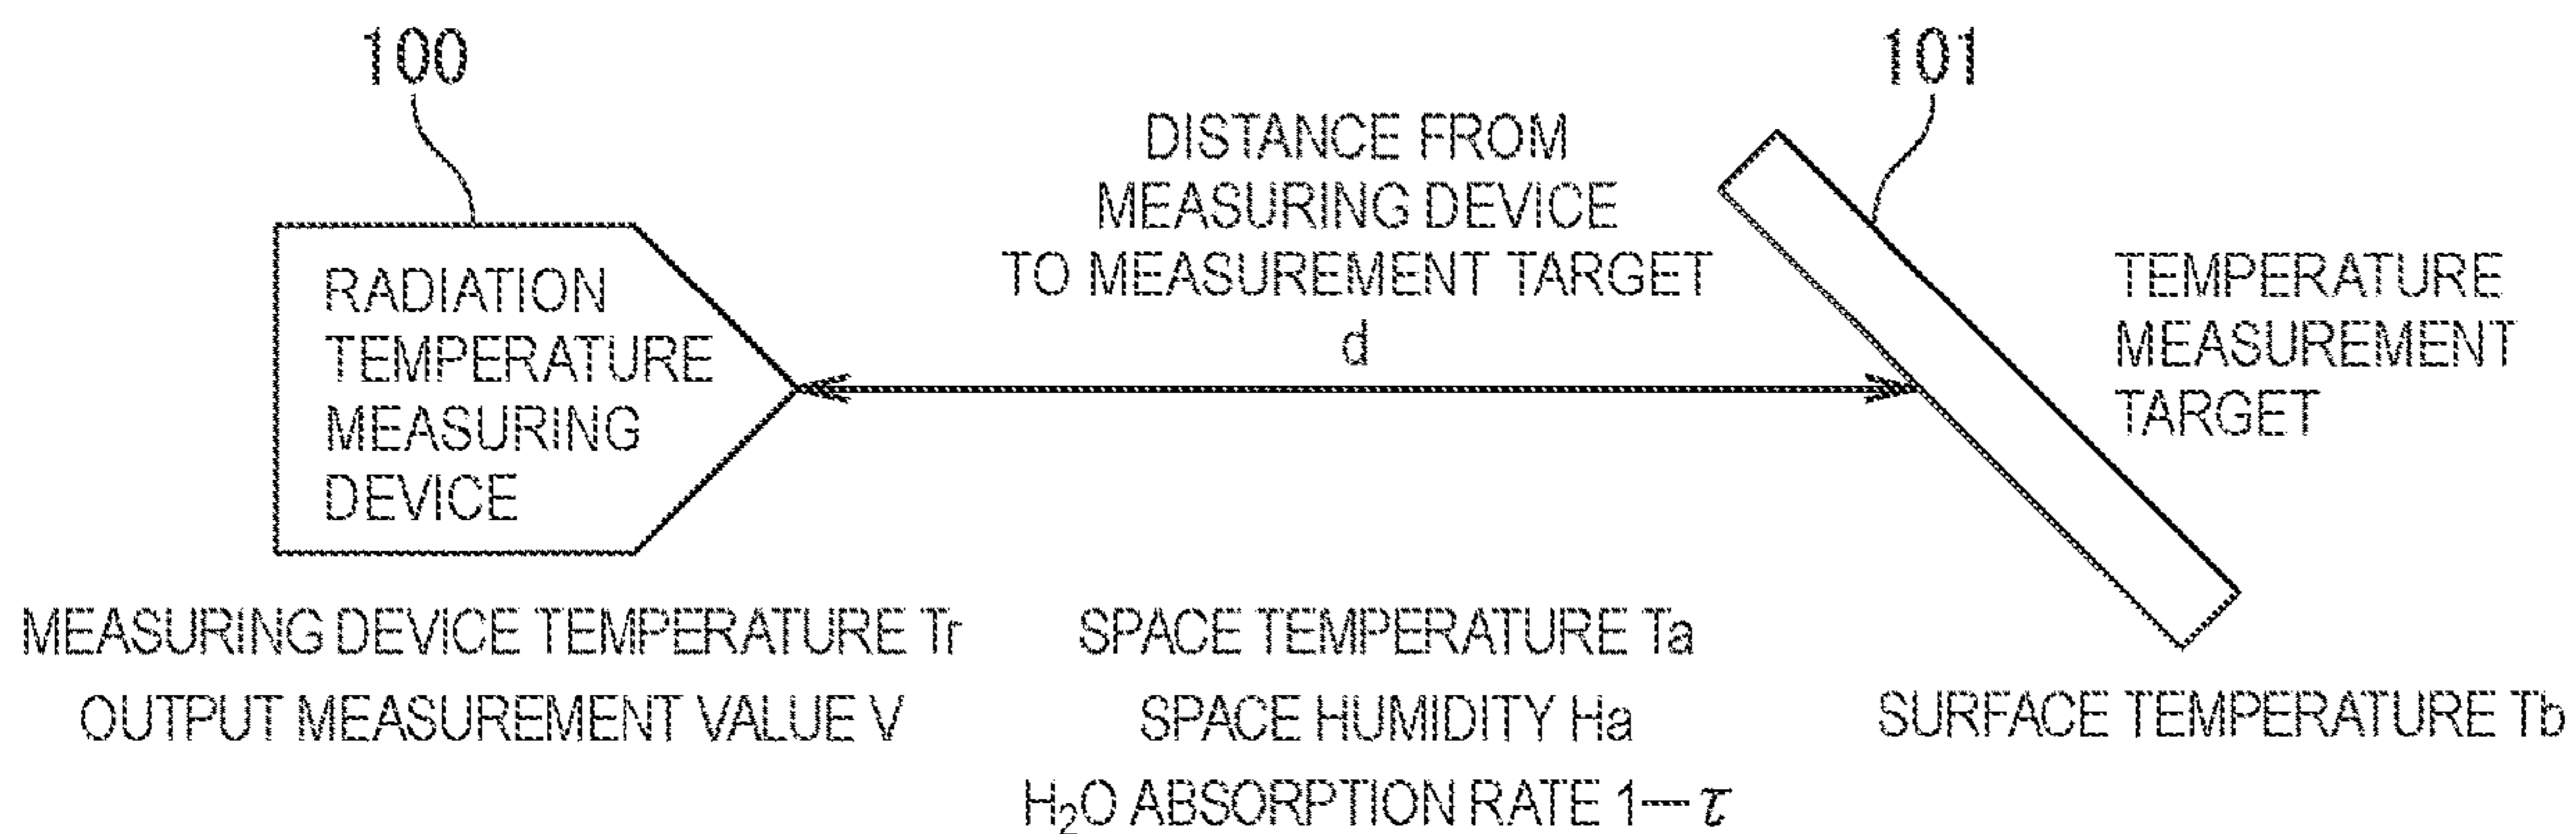 100
101
DISTANCE FROM
MEASURING DEVICE
TO MEASUREMENT TARGET
d
RADIATION
TEMPERATURE
MEASURING
DEVICE
TEMPERATURE
MEASUREMENT
TARGET
MEASURING DEVICE TEMPERATURE Tr
OUTPUT MEASUREMENT VALUE V
SPACE TEMPERATURE Ta
SPACE HUMIDITY Ha
H₂O ABSORPTION RATE 1—τ
SURFACE TEMPERATURE Tb